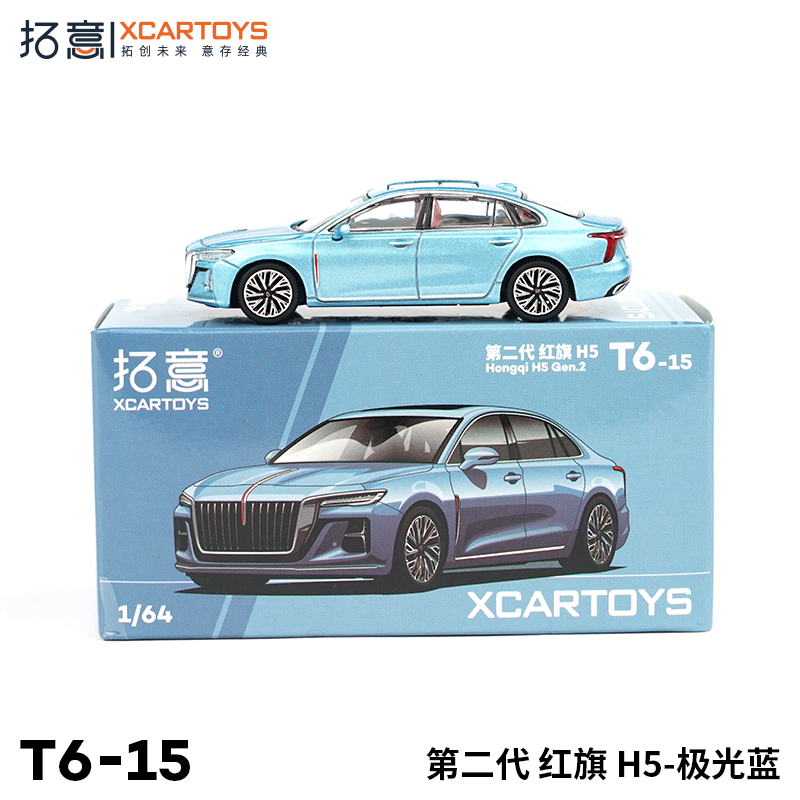 拓意 XCARTOYS
拓创未来 意存经典
拓意®
XCARTOYS
第二代 红旗 H5
Hongqi H5 Gen.2
T6-15
1/64
XCARTOYS
T6-15
第二代 红旗 H5-极光蓝